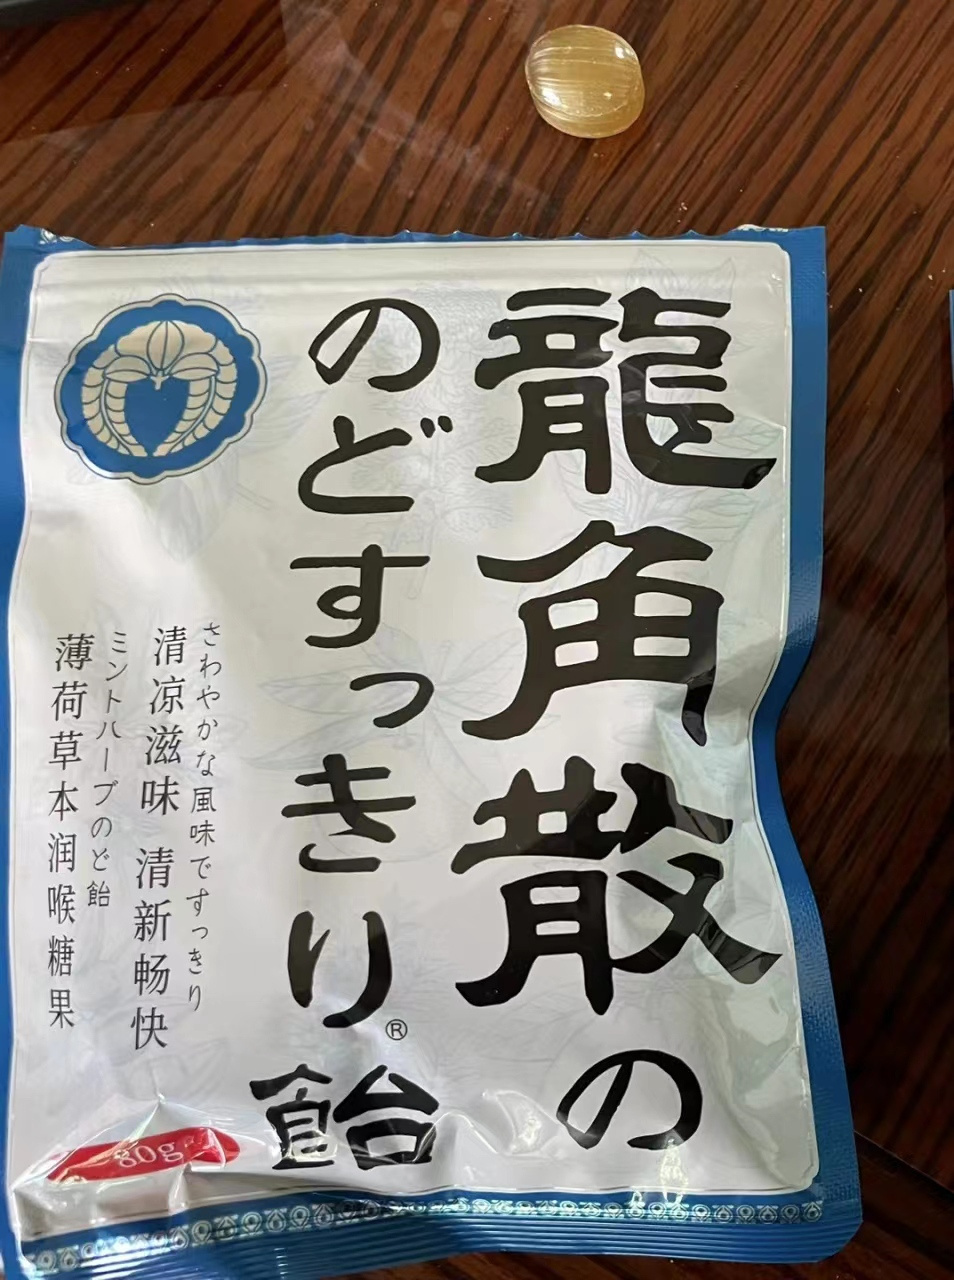 龍角散の
のどすっきり®飴
さわやかな風味ですっきり
清凉滋味 清新畅快
ミントハーブのど飴
薄荷草本润喉糖果
80g